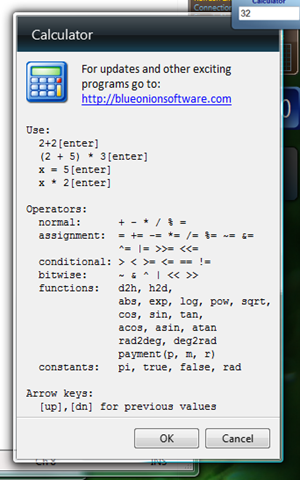 Calculator
32
Calculator
For updates and other exciting
programs go to:
http://blueonionsoftware.com
Use:
2+2[enter]
(2 + 5) * 3[enter]
x = 5[enter]
x * 2[enter]
Operators:
normal: + - * / % =
assignment: = += -= *= /= %= ~= &=
^= |= >>= <<=
conditional: > < >= <= == !=
bitwise: ~ & ^ | << >>
functions: d2h, h2d,
abs, exp, log, pow, sqrt,
cos, sin, tan,
acos, asin, atan
rad2deg, deg2rad
payment(p, m, r)
constants: pi, true, false, rad
Arrow keys:
[up],[dn] for previous values
OK Cancel
INS